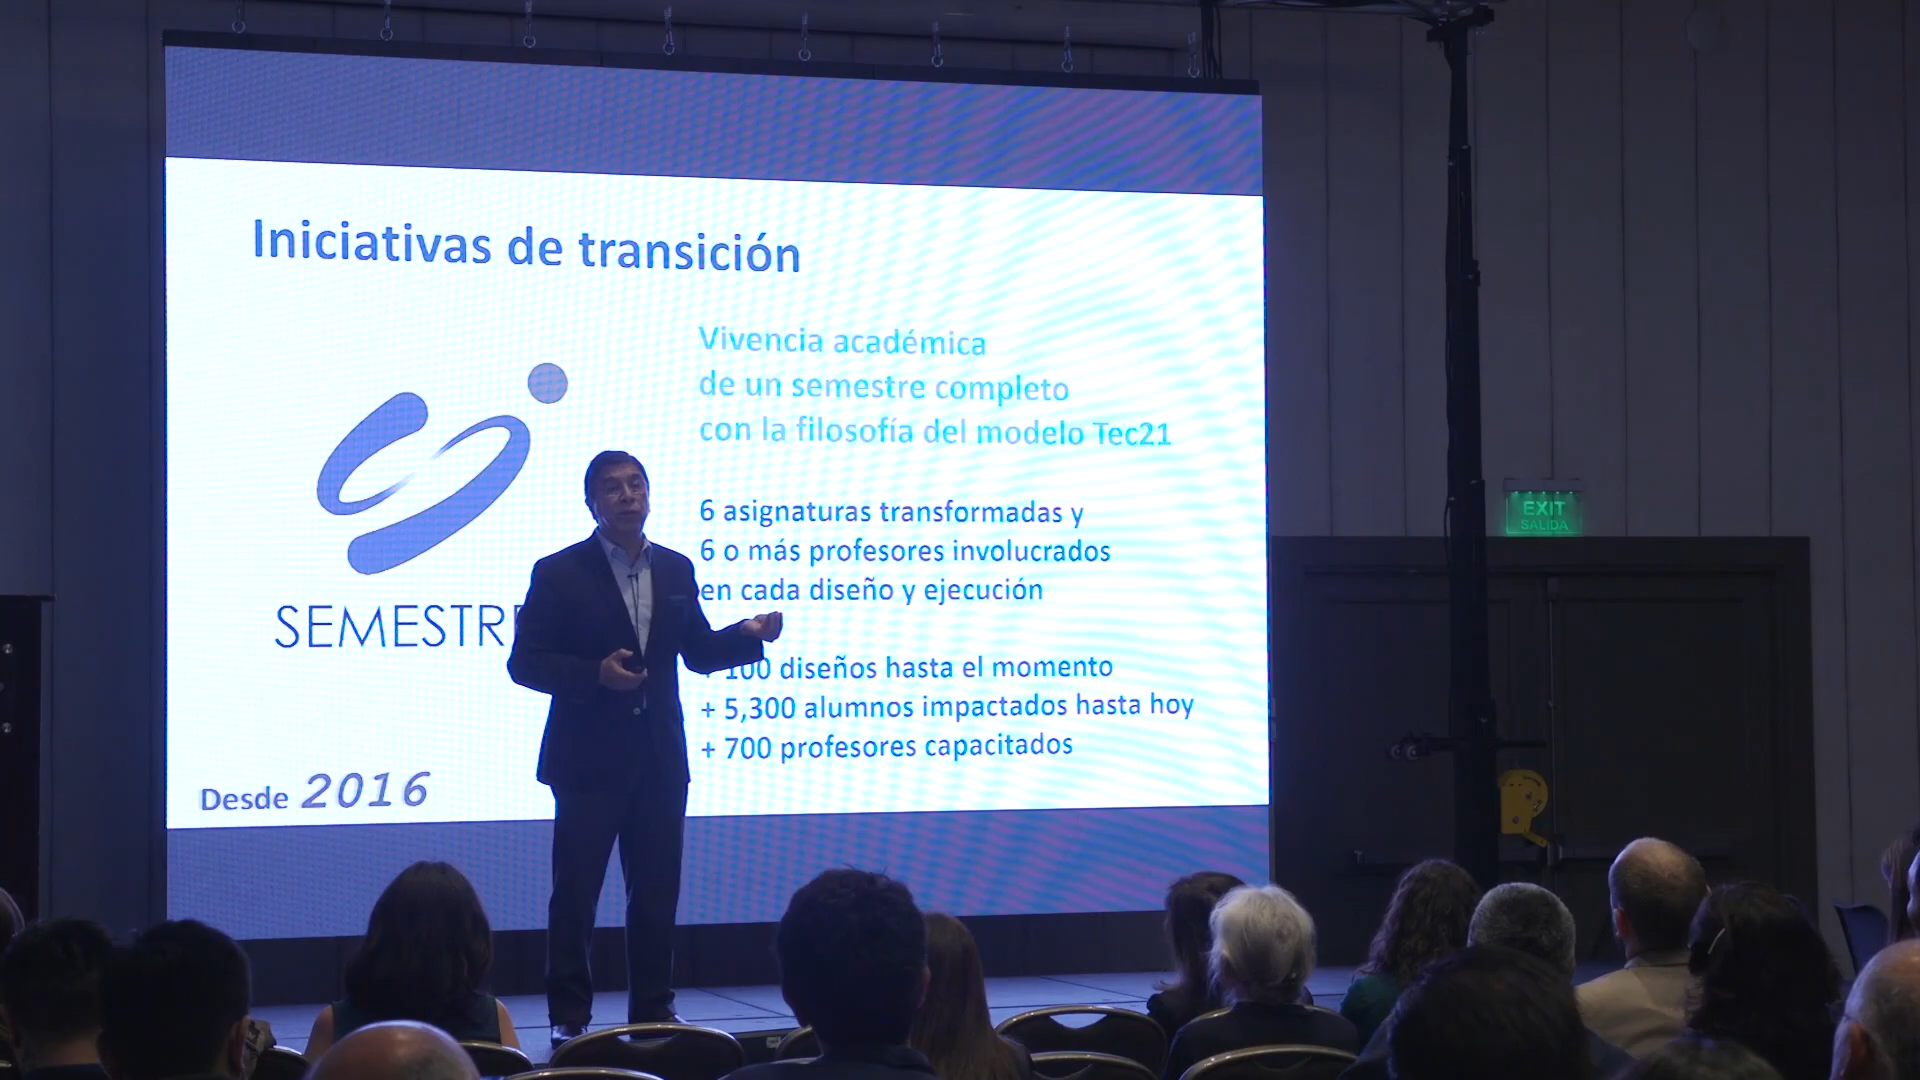 Iniciativas de transición
Vivencia académica
de un semestre completo
con la filosofía del modelo Tec21
6 asignaturas transformadas y
6 o más profesores involucrados
en cada diseño y ejecución
SEMESTR
+ 100 diseños hasta el momento
+ 5,300 alumnos impactados hasta hoy
+ 700 profesores capacitados
Desde 2016
EXIT
SALIDA